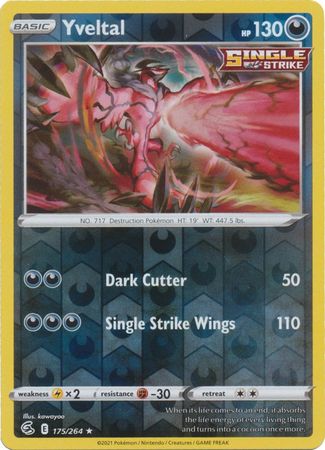 BASIC Yveltal HP 130
SINGLE
STRIKE
NO. 717 Destruction Pokémon HT: 19' WT: 447.5 lbs.
Dark Cutter 50
Single Strike Wings 110
weakness ×2 resistance -30 retreat
Illus. kawayoo
When its life comes to an end, it absorbs
the life energy of every living thing
and turns into a cocoon once more.
E 175/264 ★
©2021 Pokémon / Nintendo / Creatures / GAME FREAK